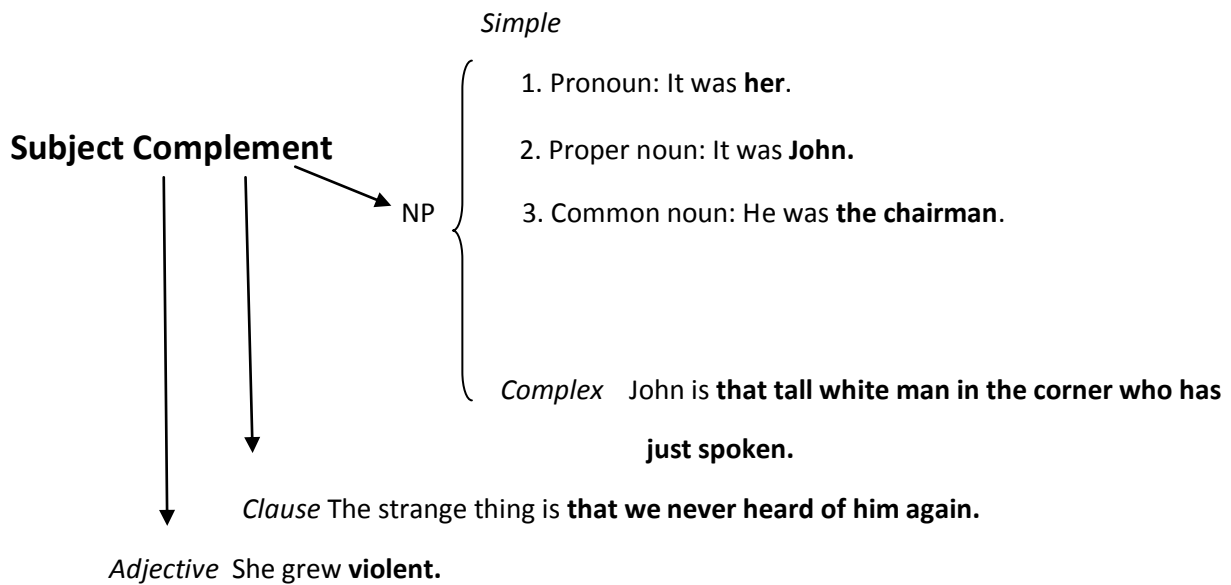 Simple
1. Pronoun: It was her.
Subject Complement
2. Proper noun: It was John.
NP
3. Common noun: He was the chairman.
Complex John is that tall white man in the corner who has
just spoken.
Clause The strange thing is that we never heard of him again.
Adjective She grew violent.